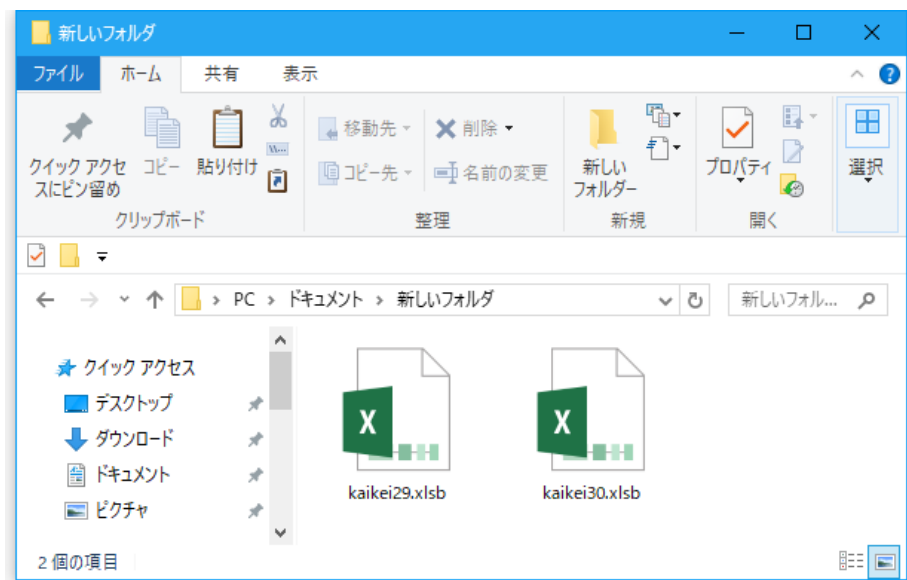 新しいフォルダ
ファイル ホーム 共有 表示
クイック アクセ
スにピン留め
コピー
貼り付け
移動先
コピー先
削除
名前の変更
新しい
フォルダー
プロパティ
選択
クリップボード 整理 新規 開く
PC › ドキュメント › 新しいフォルダ
新しいフォル...
クイック アクセス
デスクトップ
ダウンロード
ドキュメント
ピクチャ
kaikei29.xlsb kaikei30.xlsb
2 個の項目